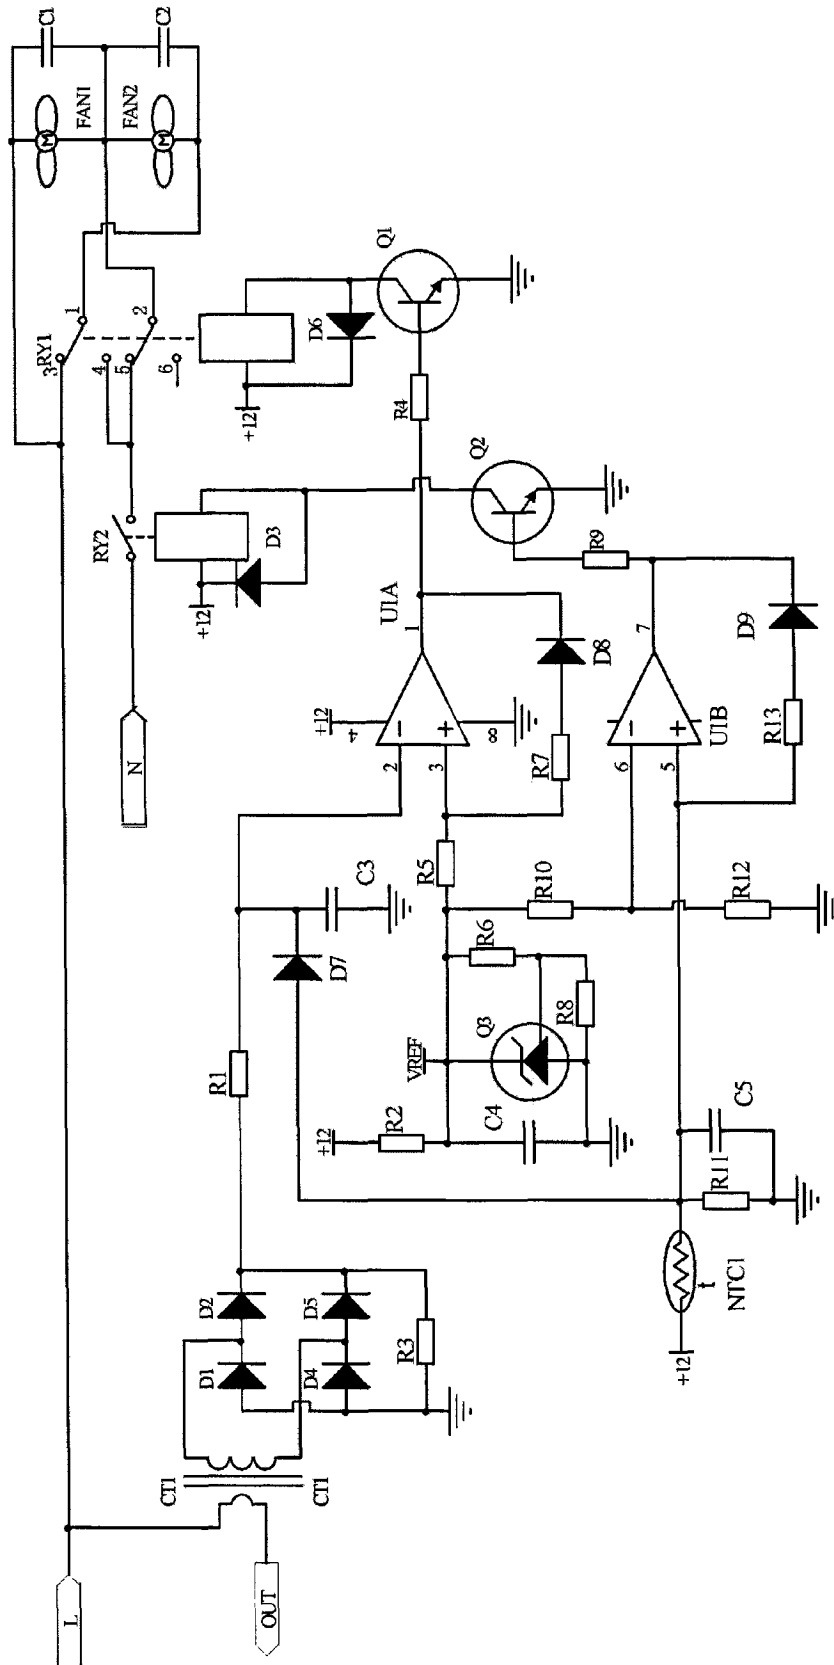 C1
C2
FAN1
FAN2
M
M
RY1
3
1
4
5
2
6
+12
D6
Q1
R4
RY2
+12
D3
Q2
R9
N
U1A
1
+12
4
8
2
3
D8
R7
7
D9
U1B
6
5
R13
C3
R5
R10
R12
D7
R6
R8
Q3
VREF
R1
+12
R2
C4
C5
R11
t
NTC1
+12
D2
D5
D1
D4
R3
CT1
CT1
L
OUT